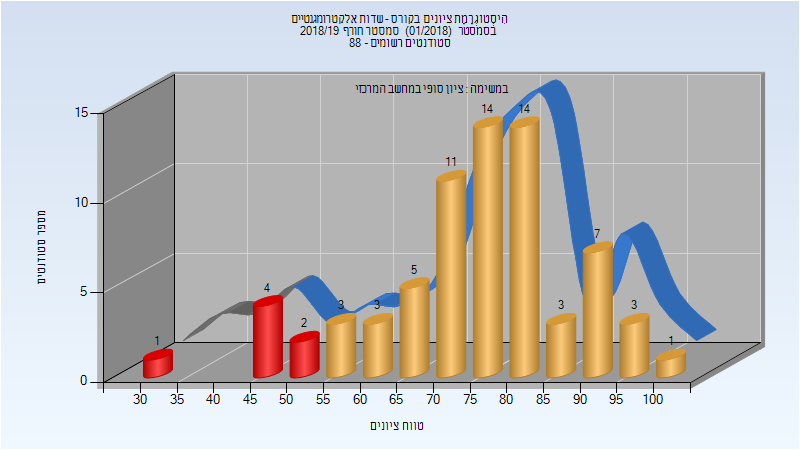 היסטוגרמת ציונים בקורס - שדות אלקטרומגנטיים
בסמסטר (01/2018) סמסטר חורף 2018/19
סטודנטים רשומים - 88
במשימה : ציון סופי במחשב המרכזי
מספר סטודנטים
15
10
5
0
1
4
2
3
3
5
11
14
14
3
7
3
1
30 35 40 45 50 55 60 65 70 75 80 85 90 95 100
טווח ציונים